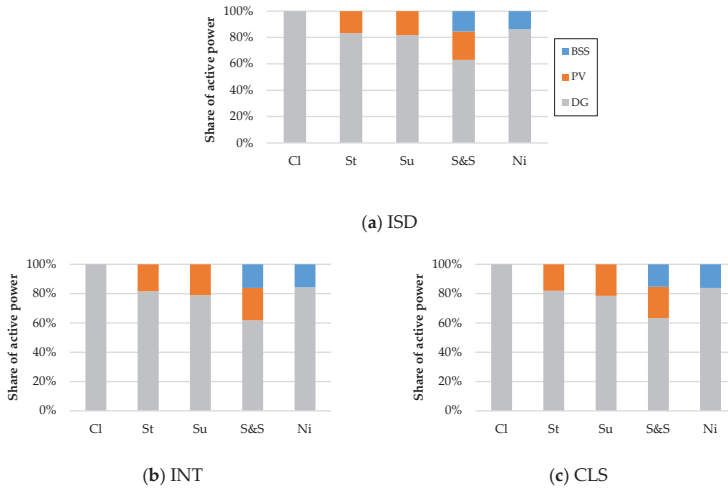 Share of active power
100%
80%
60%
40%
20%
0%
Cl St Su S&S Ni
BSS
PV
DG
(a) ISD
Share of active power
100%
80%
60%
40%
20%
0%
Cl St Su S&S Ni
(b) INT
Share of active power
100%
80%
60%
40%
20%
0%
Cl St Su S&S Ni
(c) CLS